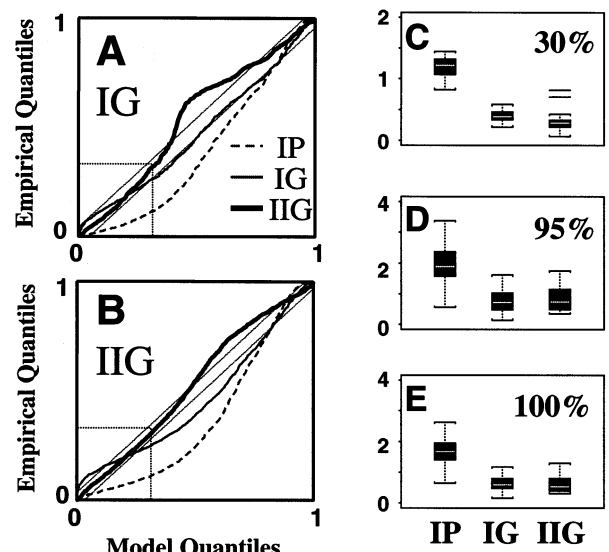 A
IG
IP
IG
IIG
Empirical Quantiles
1
0
0
1
B
IIG
Empirical Quantiles
1
0
0
1
Model Quantiles
C
30%
2
1
0
D
95%
4
2
0
E
100%
4
2
0
IP IG IIG